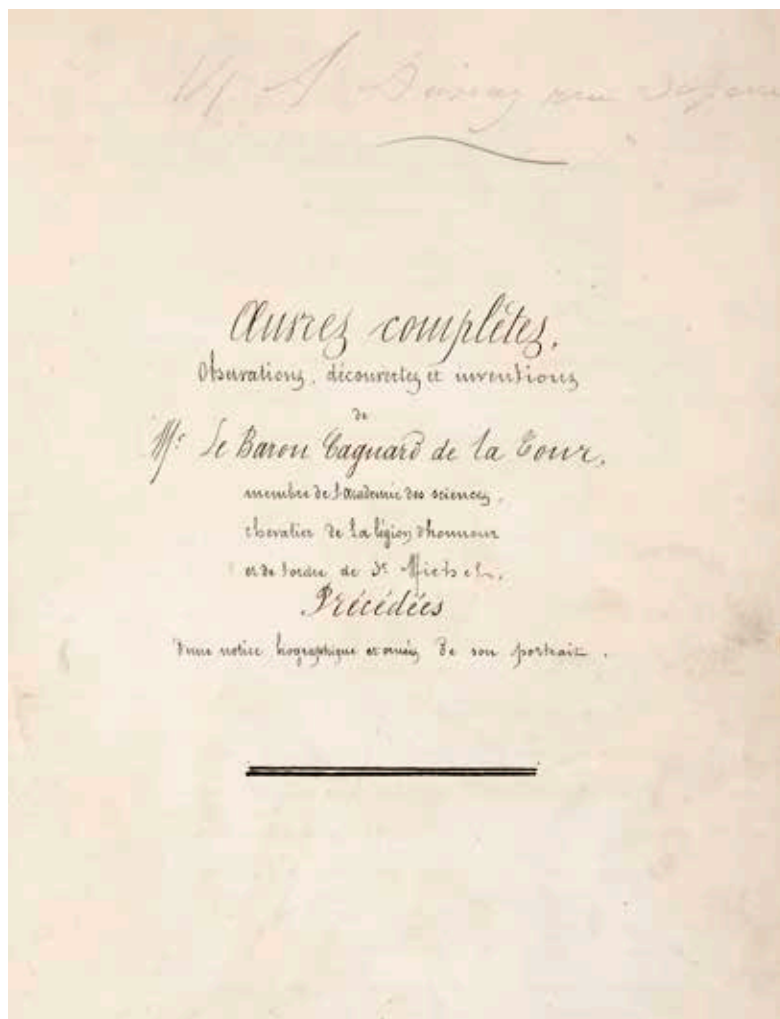 Œuvres complètes.
Observations, découvertes et inventions
de
Mr. Le Baron Cagnard de la Tour,
membre de l'Académie des sciences,
chevalier de la légion d'honneur
et de l'ordre de St. Michel,
Précédées
d'une notice biographique et ornées de son portrait.